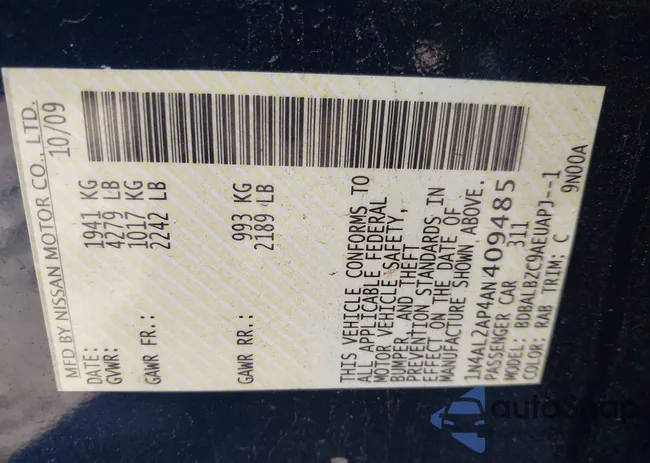 MFD BY NISSAN MOTOR CO., LTD.
DATE: 10/09
GVWR: 1941 KG
4279 LB
GAWR FR.: 1017 KG
2242 LB
GAWR RR.: 993 KG
2189 LB
THIS VEHICLE CONFORMS TO
ALL APPLICABLE FEDERAL
MOTOR VEHICLE SAFETY,
BUMPER, AND THEFT
PREVENTION STANDARDS IN
EFFECT ON THE DATE OF
MANUFACTURE SHOWN ABOVE.
1N4AL2AP4AN409485
PASSENGER CAR 311
MODEL: BDBALBZC9AEUAPJ--1
COLOR: RAB TRIM: C 9N00A
autoSnap